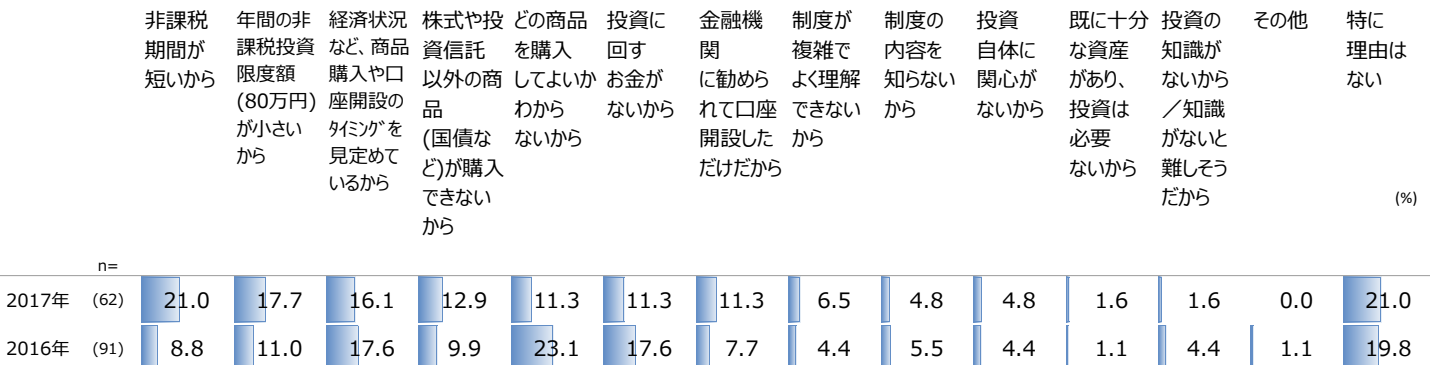 非課税
期間が
短いから
年間の非
課税投資
限度額
(80万円)
が小さい
から
経済状況
など、商品
購入や口
座開設の
ﾀｲﾐﾝｸﾞを
見定めて
いるから
株式や投
資信託
以外の商
品
(国債な
ど)が購入
できない
から
どの商品
を購入
してよいか
わから
ないから
投資に
回す
お金が
ないから
金融機
関
に勧めら
れて口座
開設した
だけだから
制度が
複雑で
よく理解
できない
から
制度の
内容を
知らない
から
投資
自体に
関心が
ないから
既に十分
な資産
があり、
投資は
必要
ないから
投資の
知識が
ないから
／知識
がないと
難しそう
だから
その他
特に
理由は
ない
(%)
n=
2017年 (62) 21.0 17.7 16.1 12.9 11.3 11.3 11.3 6.5 4.8 4.8 1.6 1.6 0.0 21.0
2016年 (91) 8.8 11.0 17.6 9.9 23.1 17.6 7.7 4.4 5.5 4.4 1.1 4.4 1.1 19.8